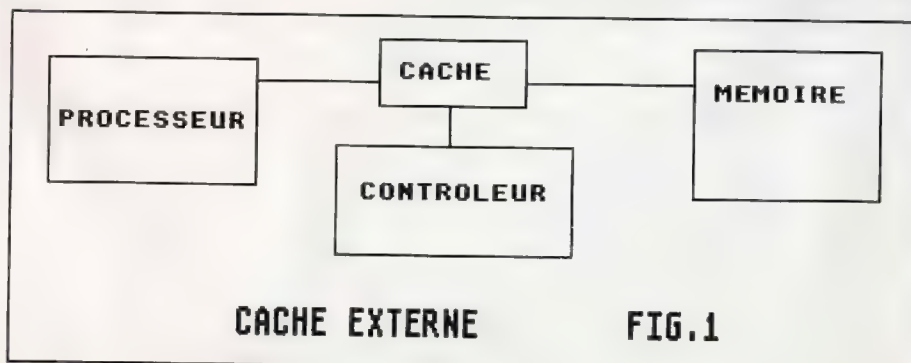 PROCESSEUR
CACHE
CONTROLEUR
MEMOIRE
CACHE EXTERNE FIG.1